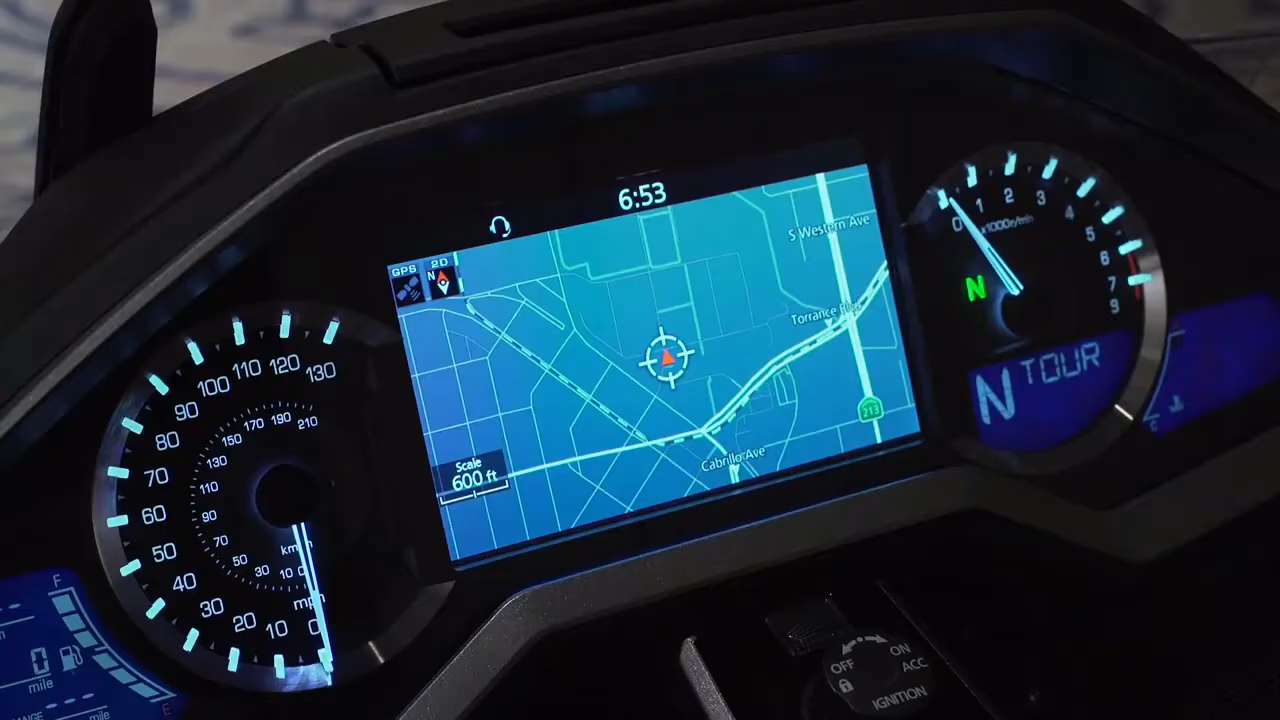 6:53
GPS
2D
N
S Western Ave
Torrance Blvd
213
Cabrillo Ave
Scale
600 ft
0
10
20
30
40
50
60
70
80
90
100
110
120
130
mph
km/h
0
10
30
50
70
90
110
130
150
170
190
210
0
1
2
3
4
5
6
7
9
x1000r/min
N
N TOUR
C
F
0
mile
E
mile
OFF
ON
ACC
IGNITION